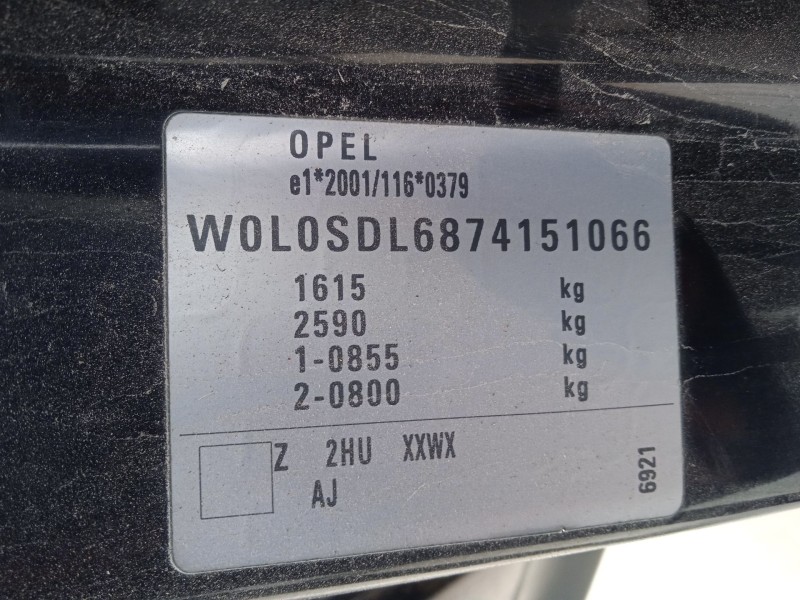 OPEL
e1*2001/116*0379
W0L0SDL6874151066
1615 kg
2590 kg
1-0855 kg
2-0800 kg
Z 2HU XXWX
AJ
6921